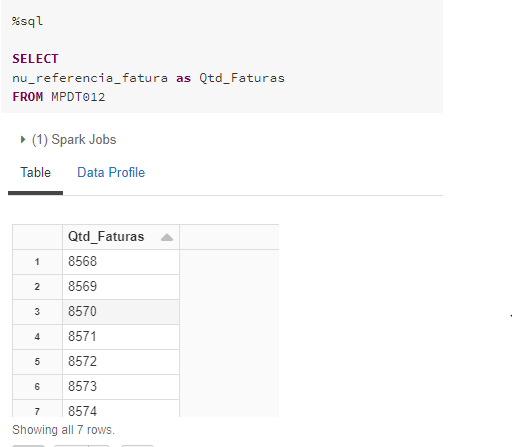 %sql
SELECT
nu_referencia_fatura as Qtd_Faturas
FROM MPDT012
(1) Spark Jobs
Table Data Profile
Qtd_Faturas
1 8568
2 8569
3 8570
4 8571
5 8572
6 8573
7 8574
Showing all 7 rows.